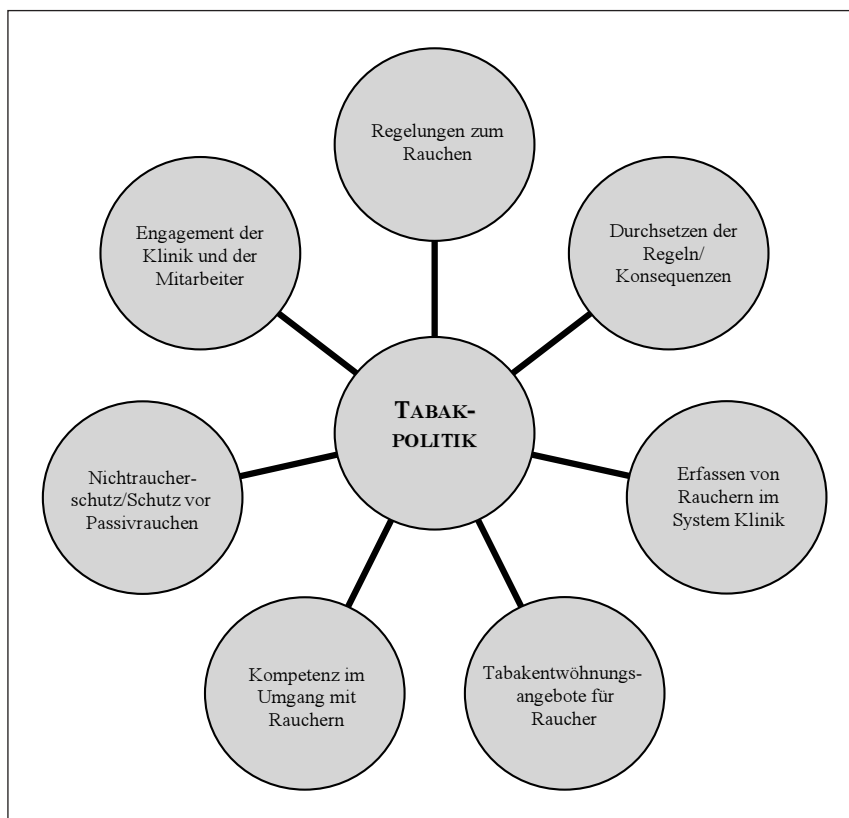 Regelungen zum
Rauchen
Durchsetzen der
Regeln/
Konsequenzen
Erfassen von
Rauchern im
System Klinik
Tabakentwöhnungs-
angebote für
Raucher
Kompetenz im
Umgang mit
Rauchern
Nichtraucher-
schutz/Schutz vor
Passivrauchen
Engagement der
Klinik und der
Mitarbeiter
TABAK-
POLITIK